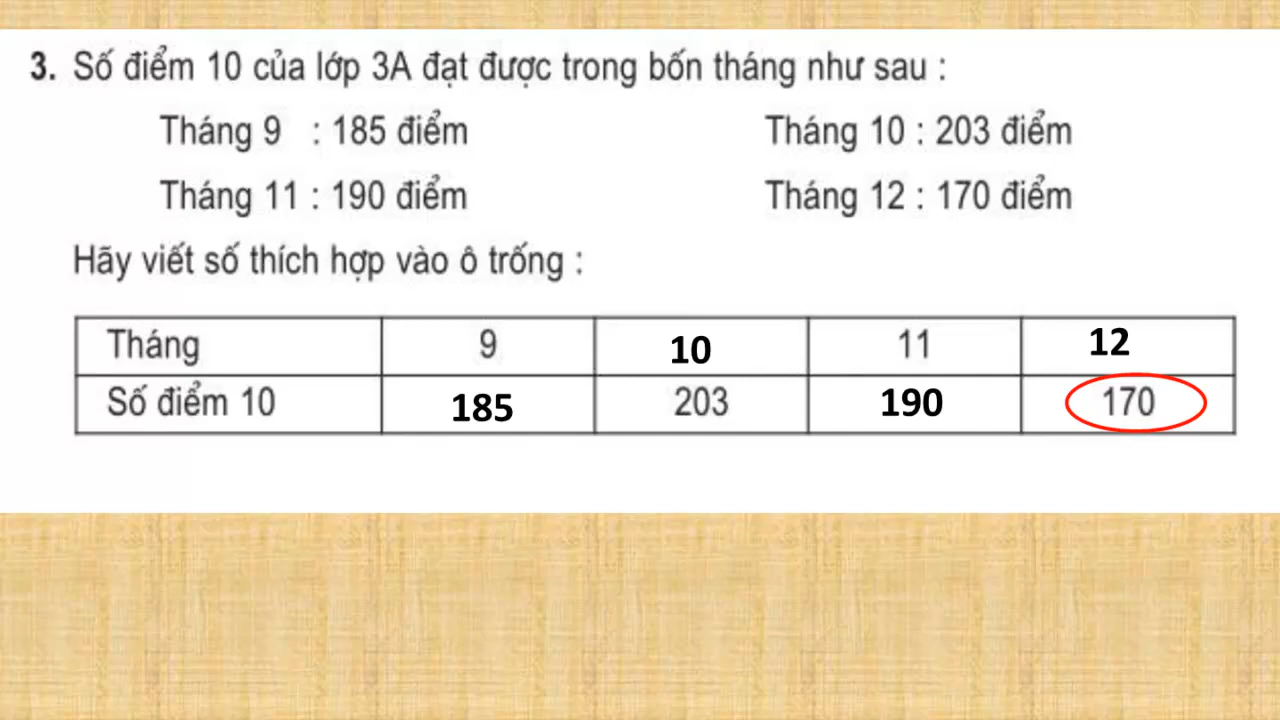 3. Số điểm 10 của lớp 3A đạt được trong bốn tháng như sau :
Tháng 9 : 185 điểm Tháng 10 : 203 điểm
Tháng 11 : 190 điểm Tháng 12 : 170 điểm
Hãy viết số thích hợp vào ô trống :
Tháng 9 10 11 12
Số điểm 10 185 203 190 170